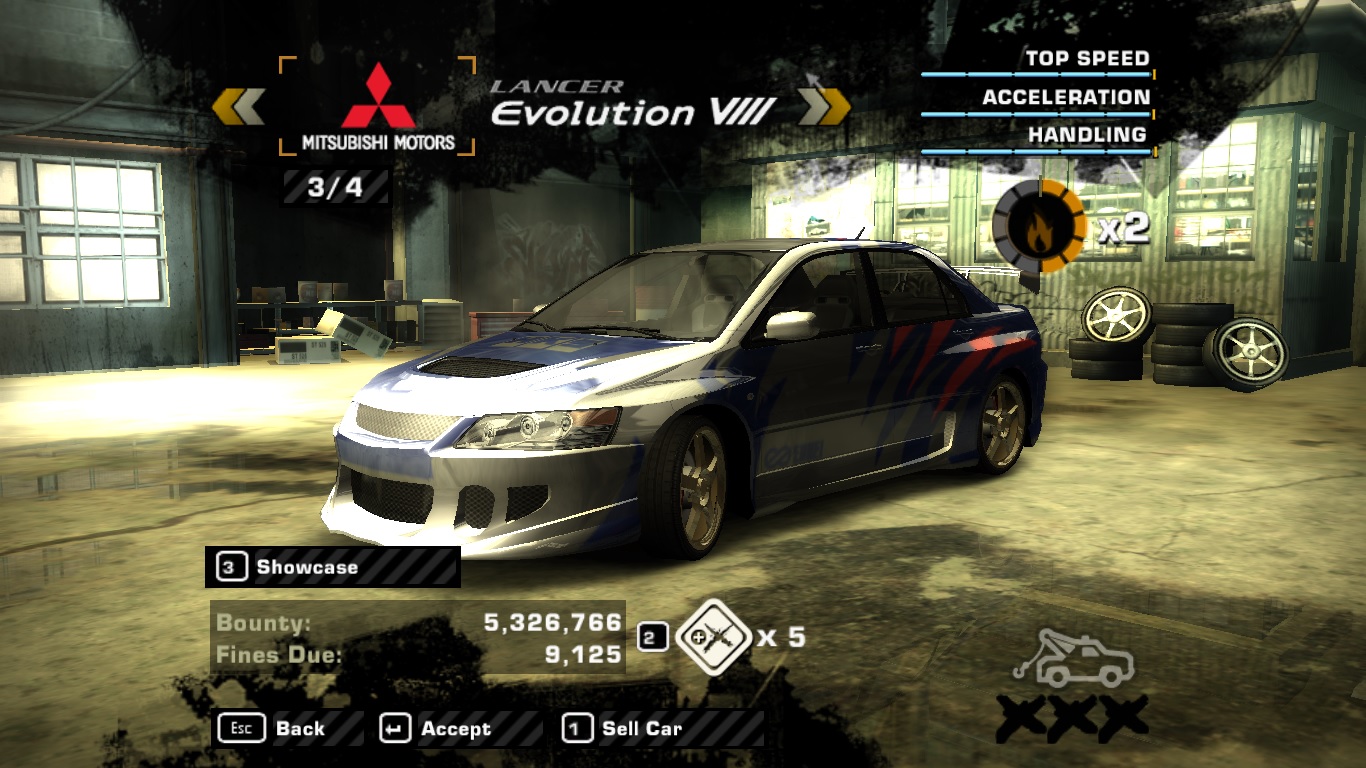 MITSUBISHI MOTORS
LANCER
Evolution VIII
3/4
TOP SPEED
ACCELERATION
HANDLING
x2
3 Showcase
Bounty: 5,326,766
Fines Due: 9,125
2 x 5
Esc Back
Accept
1 Sell Car